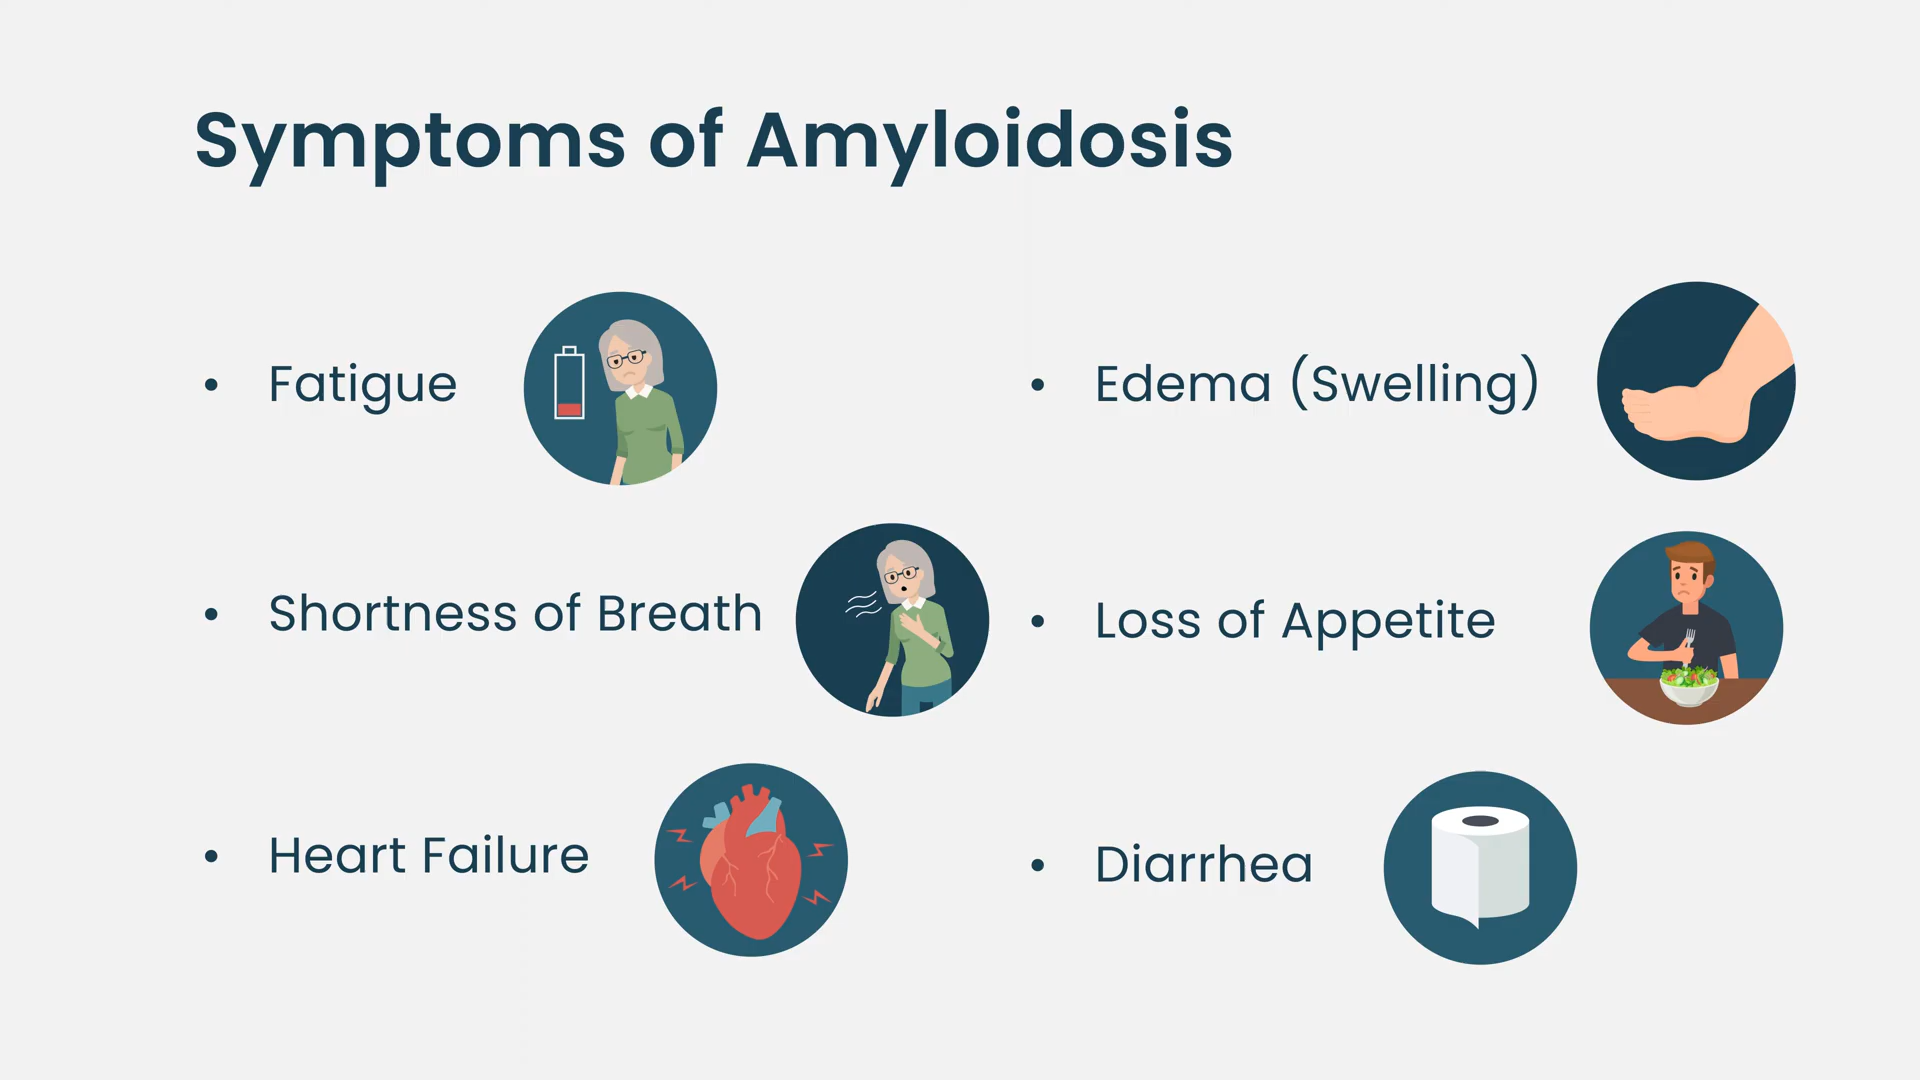 Symptoms of Amyloidosis
• Fatigue
• Shortness of Breath
• Heart Failure
• Edema (Swelling)
• Loss of Appetite
• Diarrhea